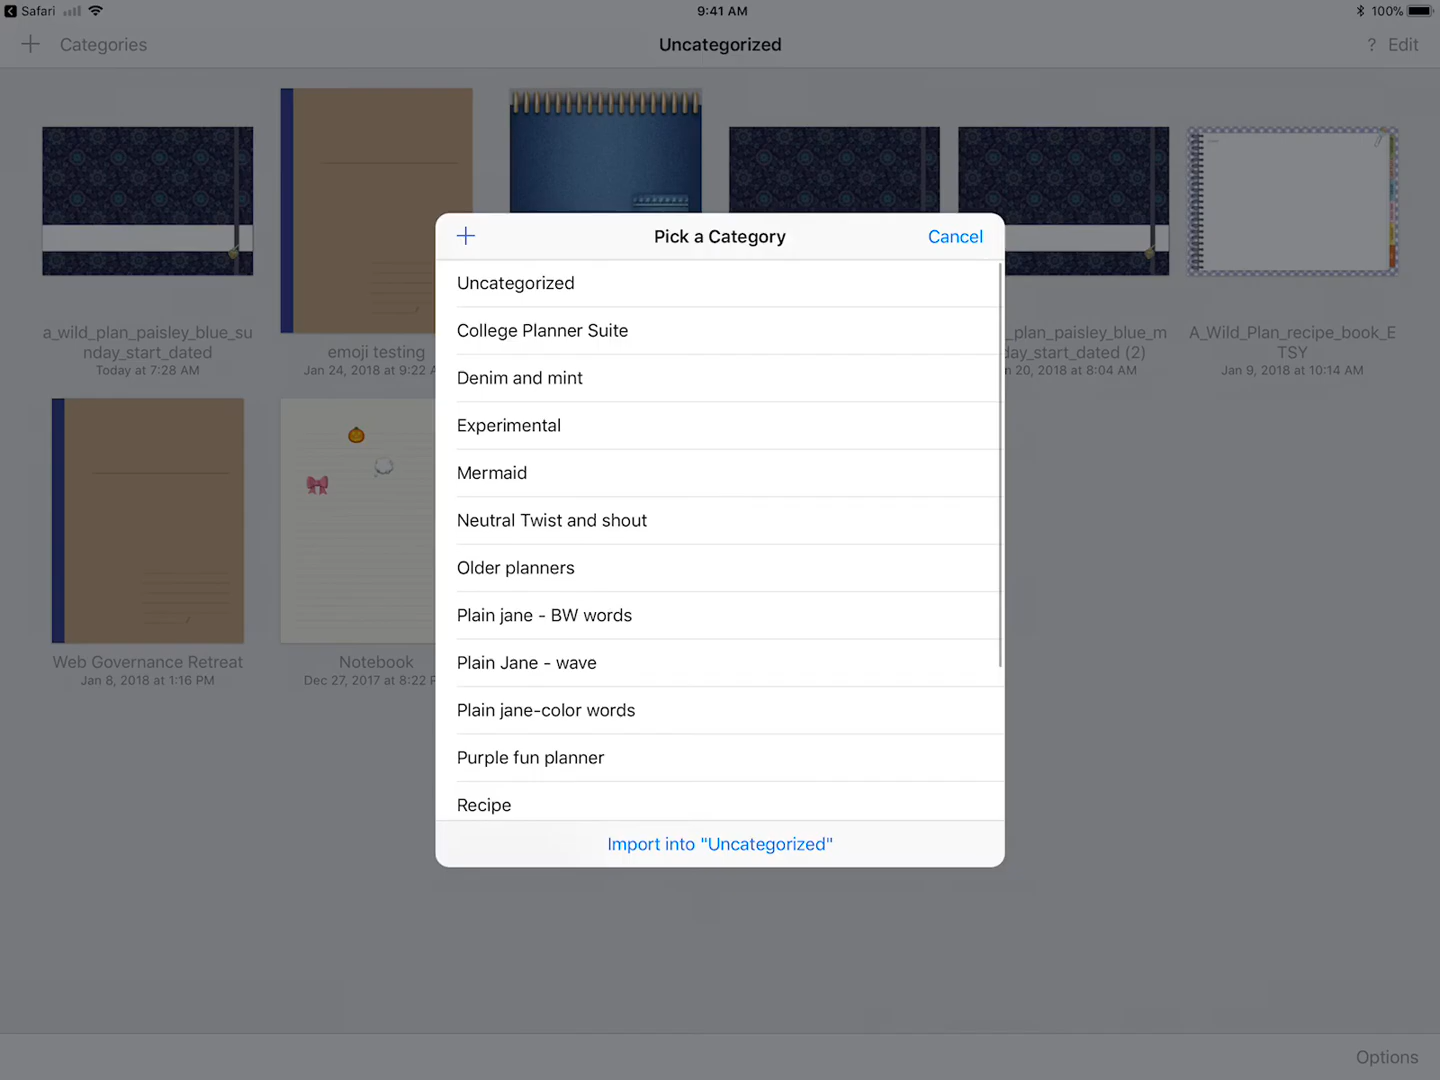 Safari
9:41 AM
100%
Categories
Uncategorized
? Edit
a_wild_plan_paisley_blue_su
nday_start_dated
Today at 7:28 AM
emoji testing
Jan 24, 2018 at 9:22 A
_plan_paisley_blue_m
day_start_dated (2)
n 20, 2018 at 8:04 AM
A_Wild_Plan_recipe_book_E
TSY
Jan 9, 2018 at 10:14 AM
Web Governance Retreat
Jan 8, 2018 at 1:16 PM
Notebook
Dec 27, 2017 at 8:22 P
Pick a Category
Cancel
Uncategorized
College Planner Suite
Denim and mint
Experimental
Mermaid
Neutral Twist and shout
Older planners
Plain jane - BW words
Plain Jane - wave
Plain jane-color words
Purple fun planner
Recipe
Import into "Uncategorized"
Options